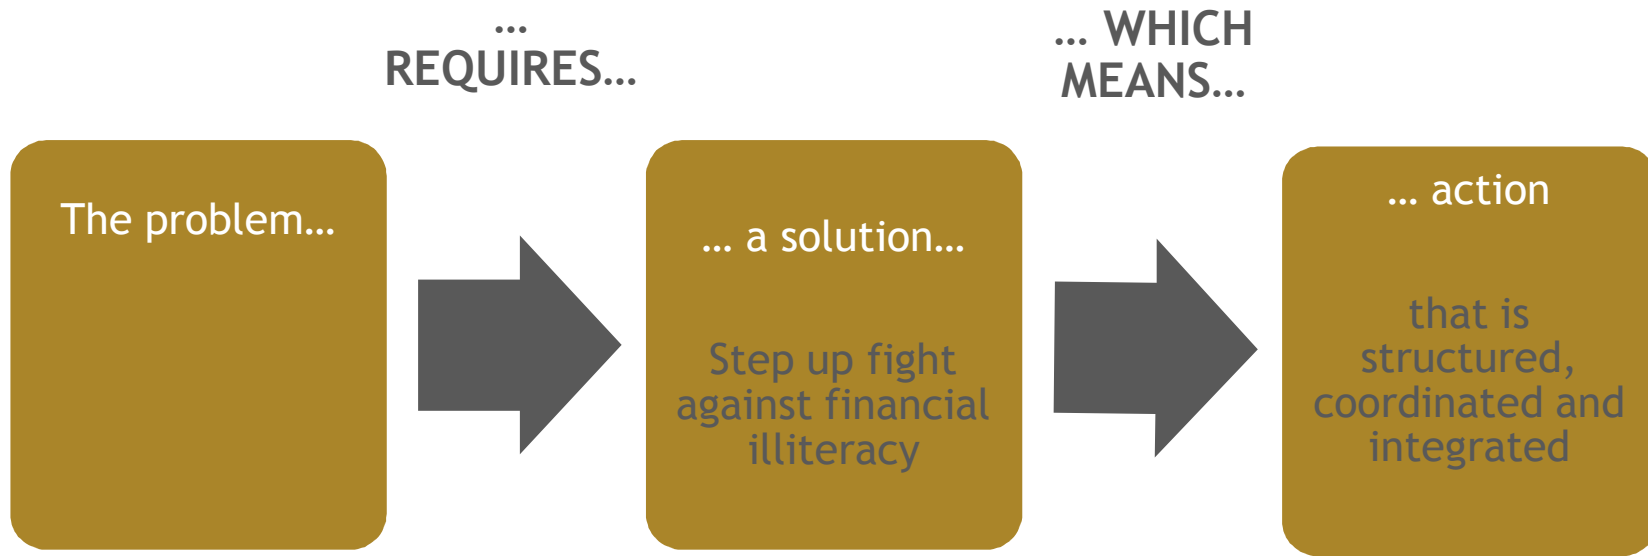 …
REQUIRES…
… WHICH
MEANS…
The problem…
… a solution…
Step up fight
against financial
illiteracy
… action
that is
structured,
coordinated and
integrated